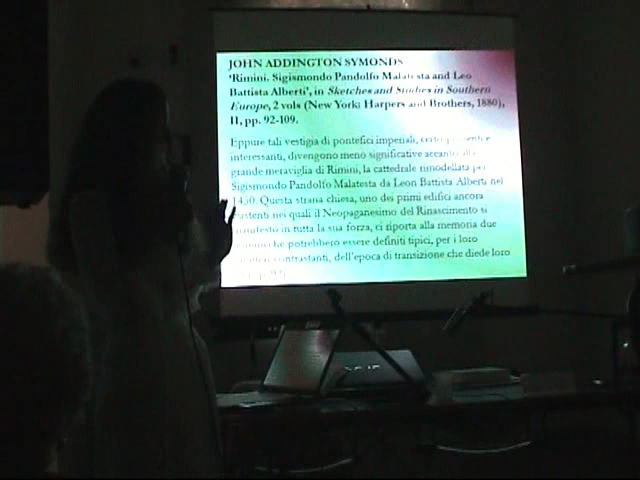 JOHN ADDINGTON SYMONDS
'Rimini. Sigismondo Pandolfo Malatesta and Leo
Battista Alberti', in Sketches and Studies in Southern
Europe, 2 vols (New York: Harpers and Brothers, 1880),
II, pp. 92-109.
Eppure tali vestigia di pontefici imperiali, certo
interessanti, divengono meno significative accanto alla
grande meraviglia di Rimini, la cattedrale rimodellata per
Sigismondo Pandolfo Malatesta da Leon Battista Alberti nel
1450. Questa strana chiesa, uno dei primi edifici ancora
esistenti nei quali il Neopaganesimo del Rinascimento si
manifestò in tutta la sua forza, ci riporta alla memoria due
che potrebbero essere definiti tipici, per i loro
contrastanti, dell'epoca di transizione che diede loro